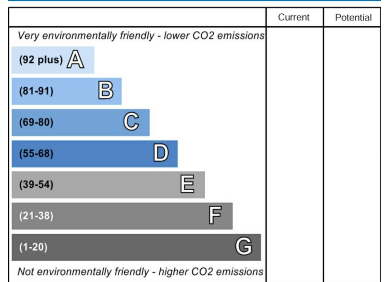 Current Potential
Very environmentally friendly - lower CO2 emissions
(92 plus) A
(81-91) B
(69-80) C
(55-68) D
(39-54) E
(21-38) F
(1-20) G
Not environmentally friendly - higher CO2 emissions